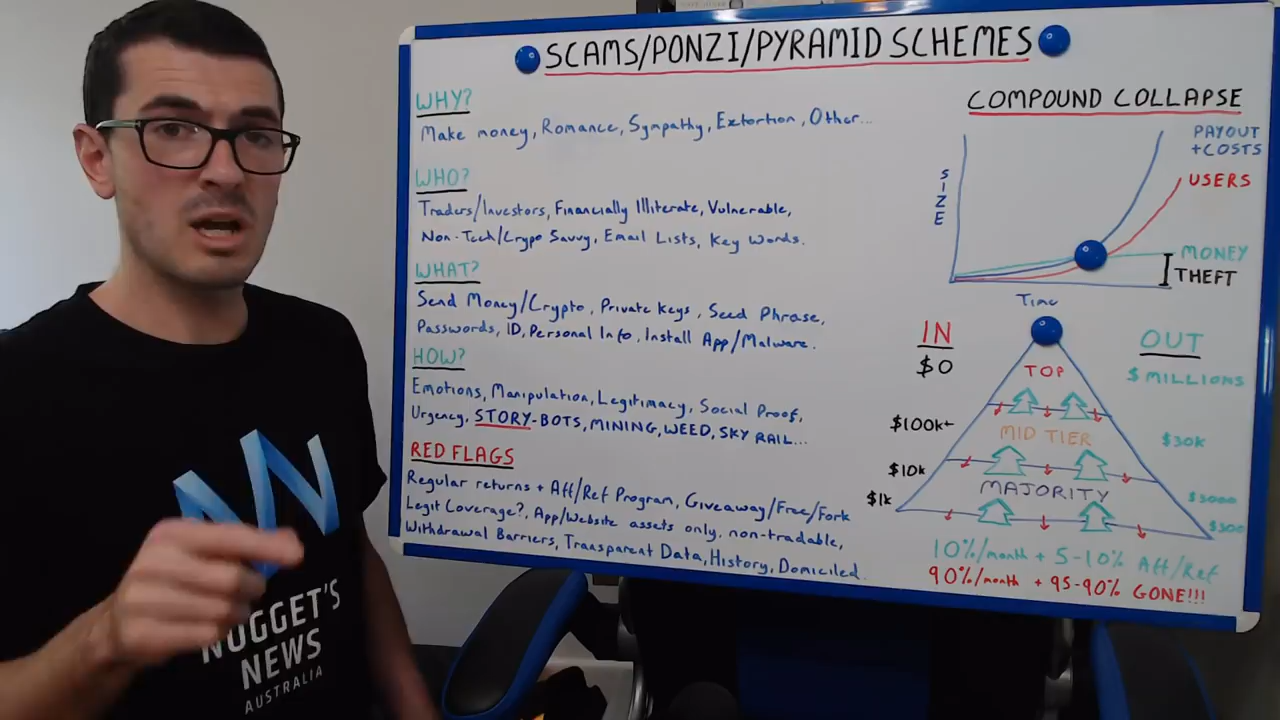 SCAMS/PONZI/PYRAMID SCHEMES
WHY?
Make money, Romance, Sympathy, Extortion, Other...
WHO?
Traders/Investors, Financially Illiterate, Vulnerable,
Non-Tech/Crypo Savvy, Email Lists, Key Words.
WHAT?
Send Money/Crypto, Private Keys, Seed Phrase,
Passwords, ID, Personal Info, Install App/Malware.
HOW?
Emotions, Manipulation, Legitimacy, Social Proof,
Urgency, STORY-BOTS, MINING, WEED, SKY RAIL...
RED FLAGS
Regular returns + Aff/Ref Program, Giveaway/Free/Fork
Legit Coverage?, App/Website assets only, non-tradable,
Withdrawal Barriers, Transparent Data, History, Domiciled.
COMPOUND COLLAPSE
SIZE
PAYOUT
+COSTS
USERS
MONEY
THEFT
Time
IN
OUT
$0
TOP
$MILLIONS
$100k+
MID TIER
$30k
$10k
MAJORITY
$3000
$1k
$300
10%/month + 5-10% Aff/Ref
90%/month + 95-90% GONE!!!
NUGGET'S
NEWS
AUSTRALIA